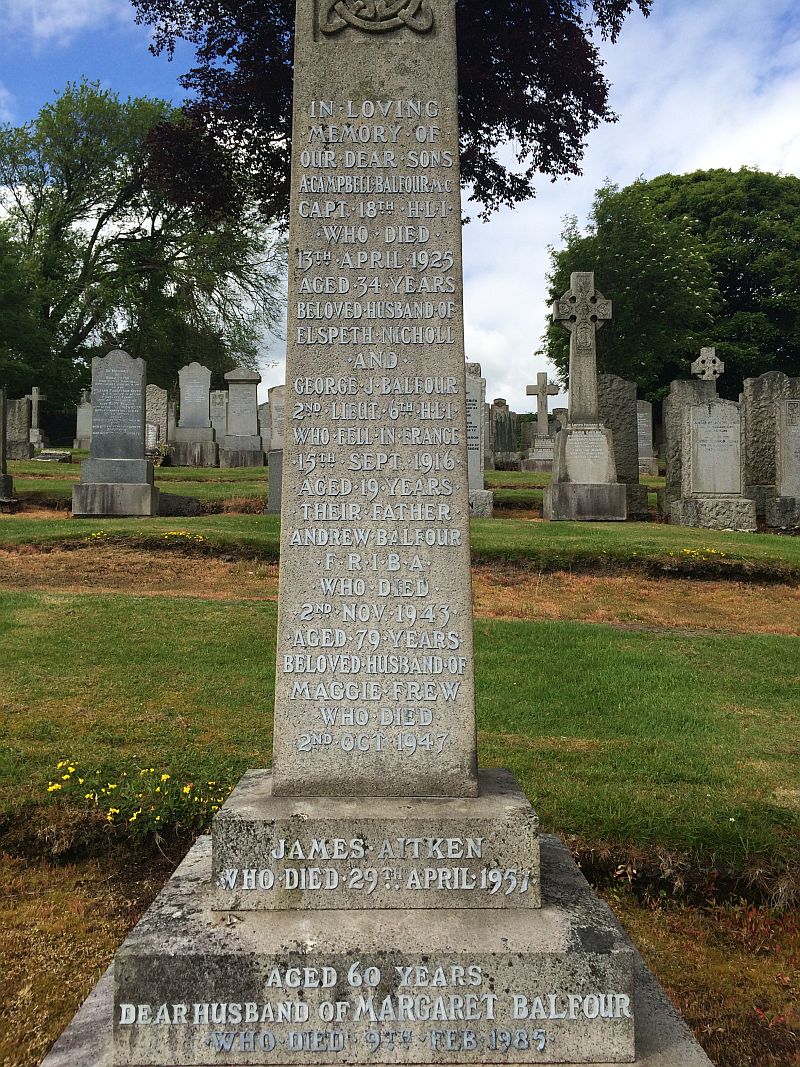 IN·LOVING
MEMORY·OF
OUR·DEAR·SONS
A.CAMPBELL·BALFOUR·M.C.
CAPT·18TH·H·L·I·
WHO·DIED·
13TH·APRIL·1925
AGED·34·YEARS
BELOVED·HUSBAND·OF
ELSPETH·NICHOLL
·AND·
GEORGE·J·BALFOUR
2ND·LIEUT·6TH·H·L·I·
WHO·FELL·IN·FRANCE
15TH·SEPT·1916
AGED·19·YEARS
THEIR·FATHER
ANDREW·BALFOUR
·F·R·I·B·A·
WHO·DIED
2ND·NOV·1943
·AGED·79·YEARS
BELOVED·HUSBAND·OF
MAGGIE·FREW
WHO·DIED
2ND·OCT·1947
JAMES·AITKEN
WHO·DIED·29TH·APRIL·1957
AGED·60·YEARS
DEAR·HUSBAND·OF·MARGARET·BALFOUR
·WHO·DIED·9TH·FEB·1985·